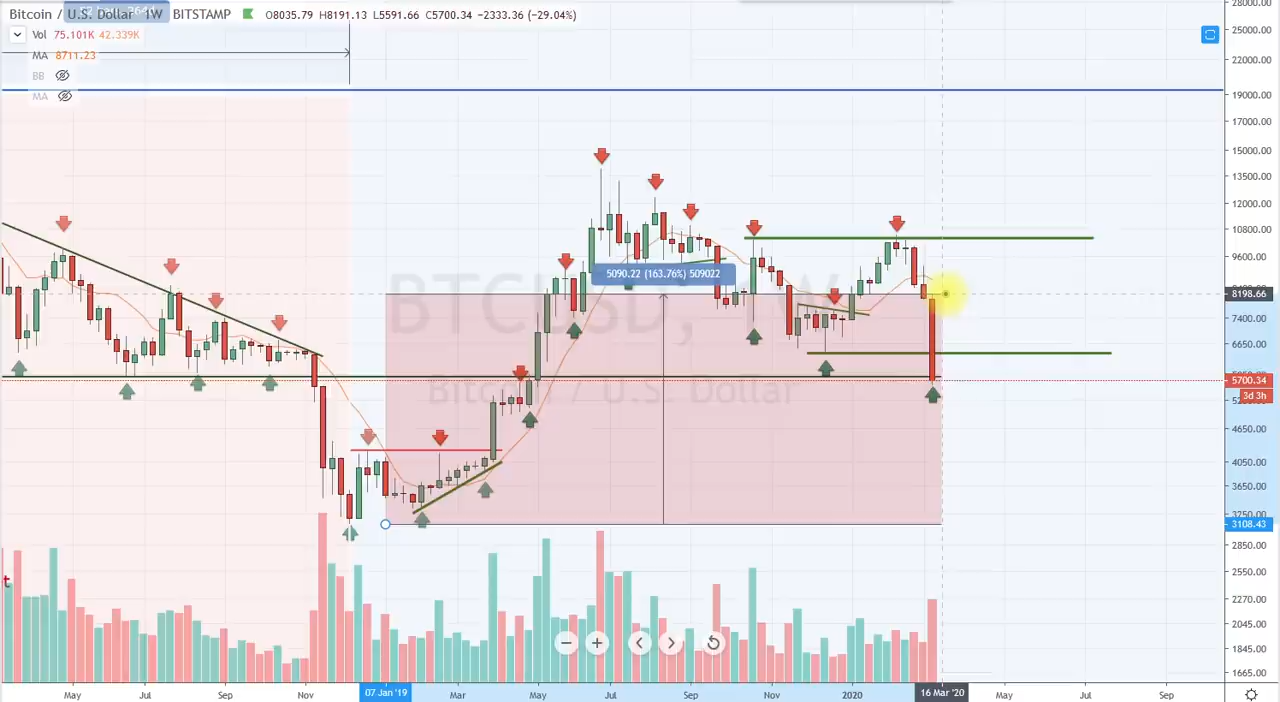 Bitcoin / U.S. Dollar 1W BITSTAMP O8035.79 H8191.13 L5591.66 C5700.34 −2333.36 (−29.04%)
Vol 75.101K 42.339K
MA 8711.23
BB
MA
BTCUSD, W
Bitcoin / U.S. Dollar
5090.22 (163.76%) 509022
t
28000.00
25000.00
22000.00
19000.00
17000.00
15000.00
13500.00
12000.00
10800.00
9600.00
8198.66
7400.00
6650.00
5700.34
3d 3h
4650.00
4050.00
3650.00
3250.00
3108.43
2850.00
2550.00
2270.00
2045.00
1845.00
1665.00
May Jul Sep Nov 07 Jan '19 Mar May Jul Sep Nov 2020 16 Mar '20 May Jul Sep